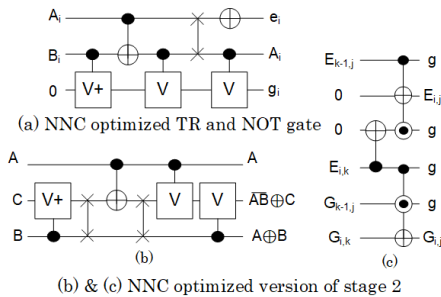 Aᵢ eᵢ
Bᵢ Aᵢ
0 V+ V V gᵢ
(a) NNC optimized TR and NOT gate
A A
C V+ V V A̅B̅⊕C
B A⊕B
(b)
Eₖ₋₁,ⱼ g
0 Eᵢ,ⱼ
0 g
Eᵢ,ₖ g
Gₖ₋₁,ⱼ g
Gᵢ,ₖ Gᵢ,ⱼ
(c)
(b) & (c) NNC optimized version of stage 2